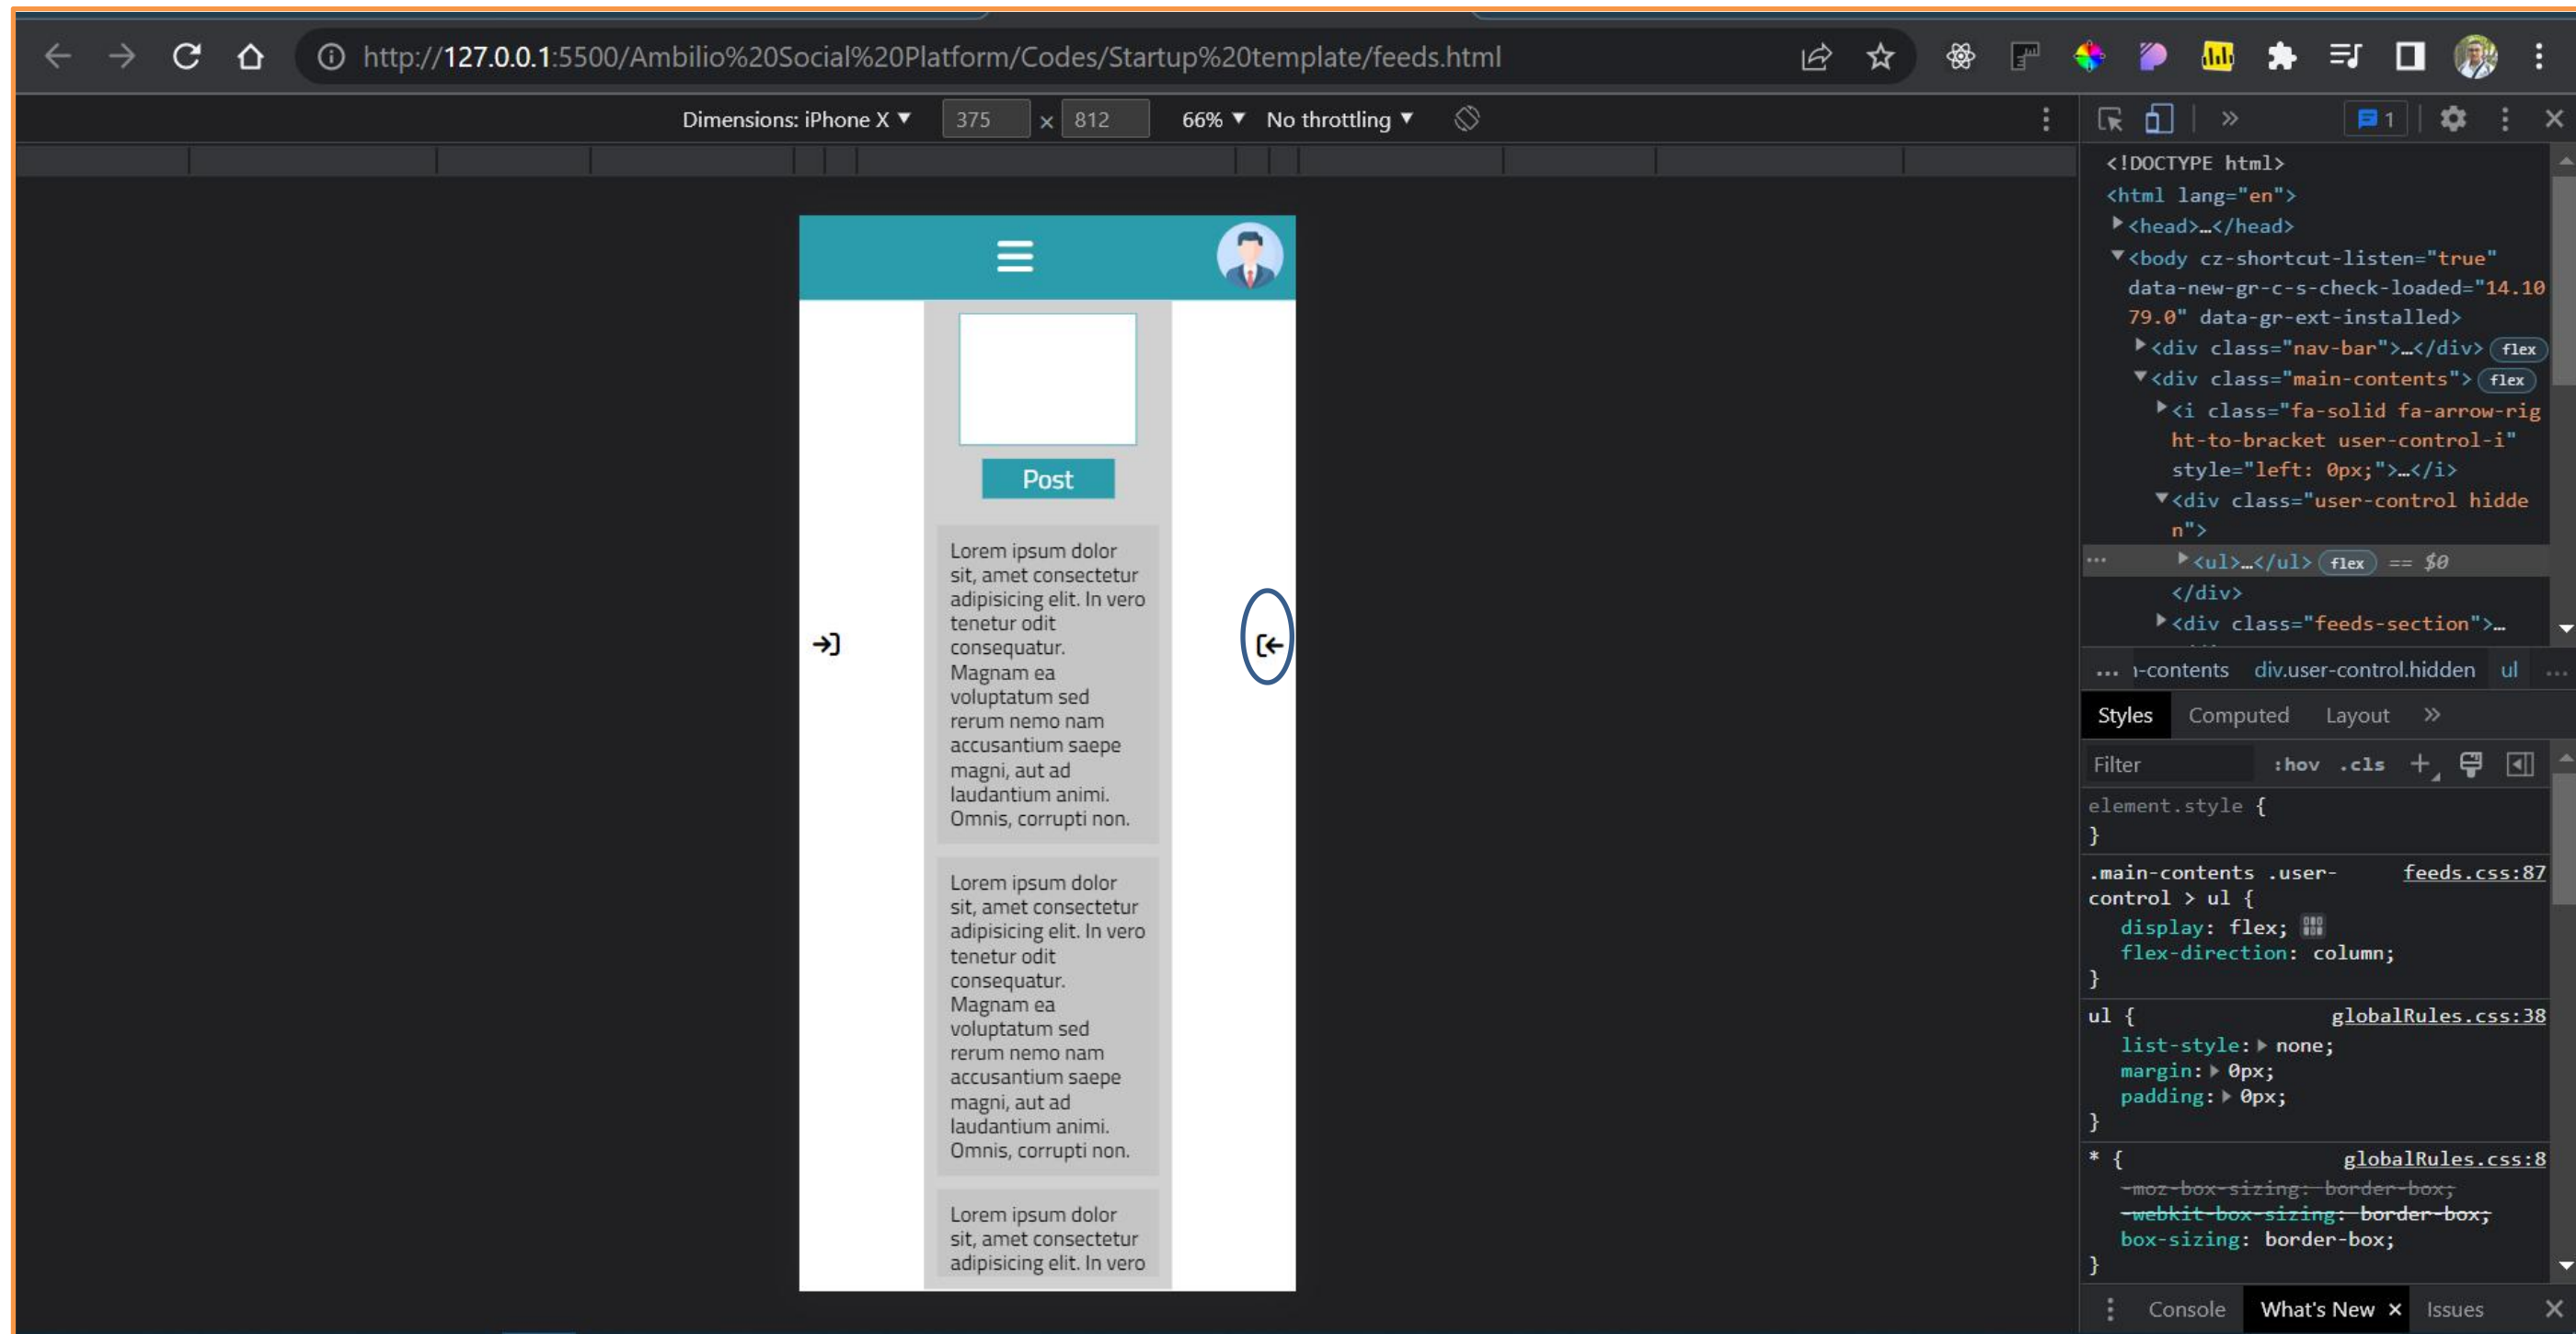 http://127.0.0.1:5500/Ambilio%20Social%20Platform/Codes/Startup%20template/feeds.html
Dimensions: iPhone X ▼ 375 × 812 66% ▼ No throttling ▼
1
Post
Lorem ipsum dolor
sit, amet consectetur
adipisicing elit. In vero
tenetur odit
consequatur.
Magnam ea
voluptatum sed
rerum nemo nam
accusantium saepe
magni, aut ad
laudantium animi.
Omnis, corrupti non.
Lorem ipsum dolor
sit, amet consectetur
adipisicing elit. In vero
tenetur odit
consequatur.
Magnam ea
voluptatum sed
rerum nemo nam
accusantium saepe
magni, aut ad
laudantium animi.
Omnis, corrupti non.
Lorem ipsum dolor
sit, amet consectetur
adipisicing elit. In vero
<!DOCTYPE html>
<html lang="en">
<head>…</head>
<body cz-shortcut-listen="true"
data-new-gr-c-s-check-loaded="14.10
79.0" data-gr-ext-installed>
<div class="nav-bar">…</div> flex
<div class="main-contents"> flex
<i class="fa-solid fa-arrow-rig
ht-to-bracket user-control-i"
style="left: 0px;">…</i>
<div class="user-control hidde
n">
<ul>…</ul> flex == $0
</div>
<div class="feeds-section">…
… -contents div.user-control.hidden ul …
Styles Computed Layout »
Filter :hov .cls +
element.style {
}
.main-contents .user- feeds.css:87
control > ul {
display: flex;
flex-direction: column;
}
ul { globalRules.css:38
list-style: none;
margin: 0px;
padding: 0px;
}
* { globalRules.css:8
-moz-box-sizing: border-box;
-webkit-box-sizing: border-box;
box-sizing: border-box;
}
Console What's New × Issues